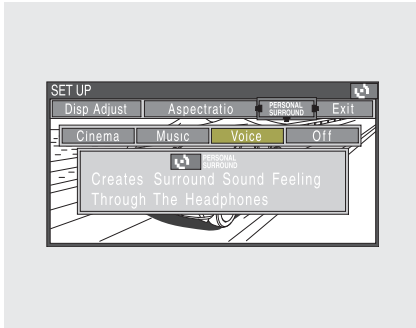 SET UP
Disp Adjust Aspectratio PERSONAL SURROUND Exit
Cinema Music Voice Off
PERSONAL SURROUND
Creates Surround Sound Feeling
Through The Headphones